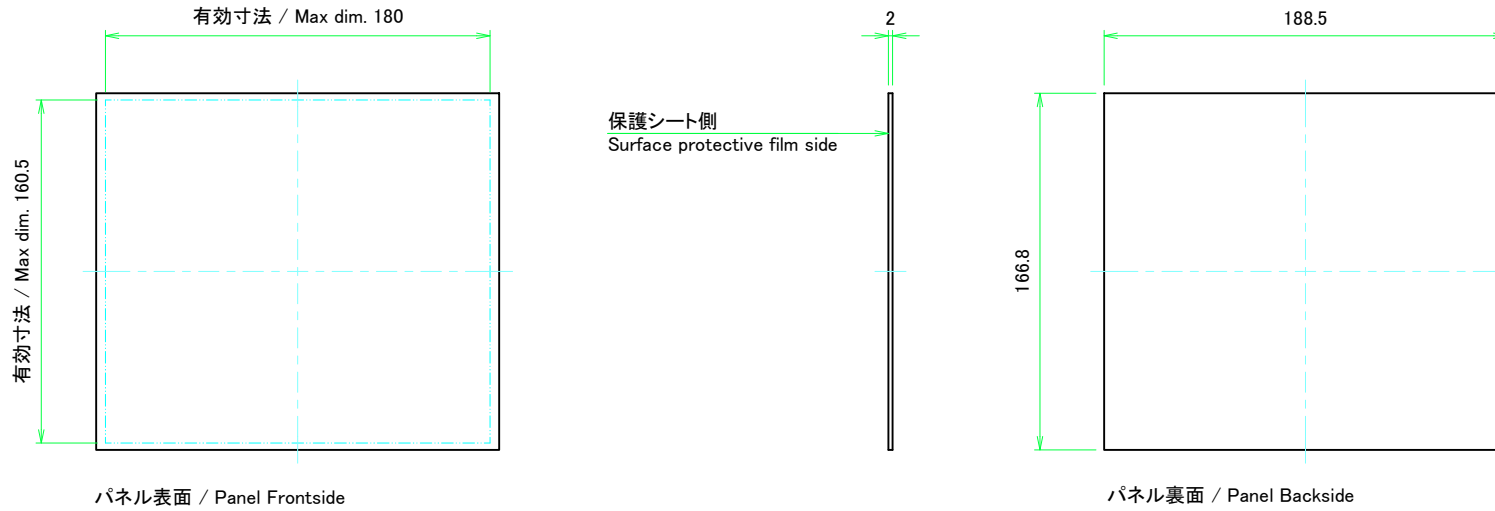 有効寸法 / Max dim. 180
2
188.5
保護シート側
Surface protective film side
有効寸法 / Max dim. 160.5
166.8
パネル表面 / Panel Frontside
パネル裏面 / Panel Backside